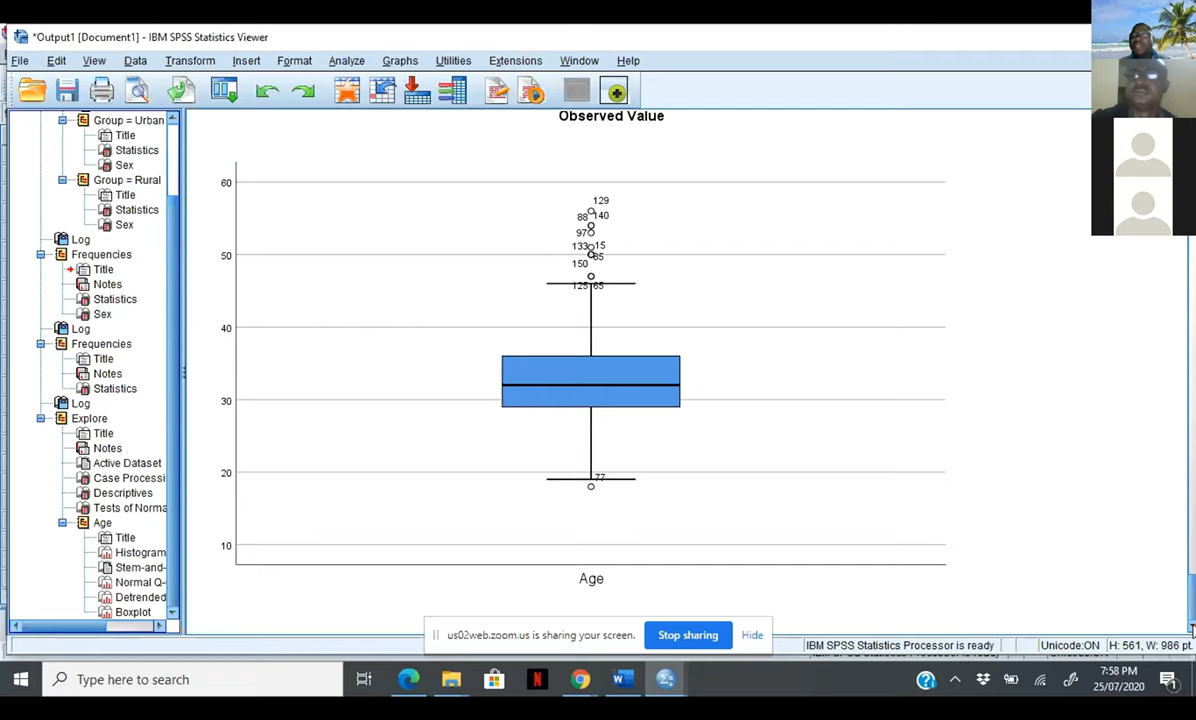 *Output1 [Document1] - IBM SPSS Statistics Viewer
File Edit View Data Transform Insert Format Analyze Graphs Utilities Extensions Window Help
Group = Urban
Title
Statistics
Sex
Group = Rural
Title
Statistics
Sex
Log
Frequencies
Title
Notes
Statistics
Sex
Log
Frequencies
Title
Notes
Statistics
Log
Explore
Title
Notes
Active Dataset
Case Processi
Descriptives
Tests of Norma
Age
Title
Histogram
Stem-and-
Normal Q-
Detrended
Boxplot
Observed Value
60
50
40
30
20
10
129
88 140
97
133 15
85
150
125 65
77
Age
us02web.zoom.us is sharing your screen. Stop sharing Hide
IBM SPSS Statistics Processor is ready Unicode:ON H: 561, W: 986 pt.
Type here to search
7:58 PM
25/07/2020